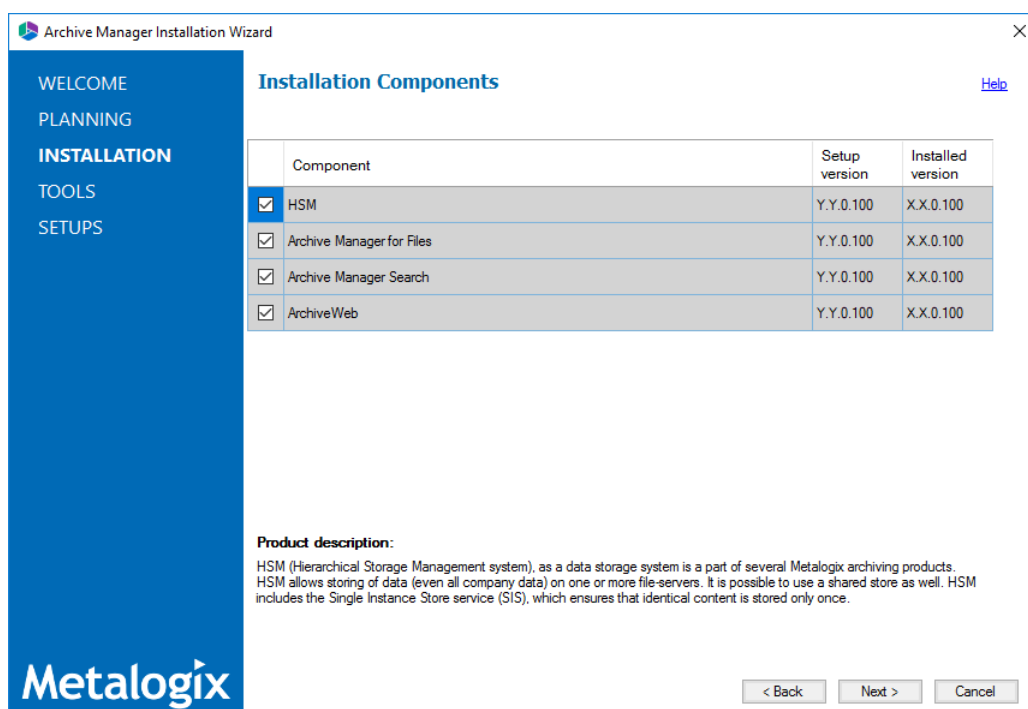 Archive Manager Installation Wizard
WELCOME
PLANNING
INSTALLATION
TOOLS
SETUPS
Installation Components
Help
Component
Setup version
Installed version
HSM Y.Y.0.100 X.X.0.100
Archive Manager for Files Y.Y.0.100 X.X.0.100
Archive Manager Search Y.Y.0.100 X.X.0.100
ArchiveWeb Y.Y.0.100 X.X.0.100
Product description:
HSM (Hierarchical Storage Management system), as a data storage system is a part of several Metalogix archiving products.
HSM allows storing of data (even all company data) on one or more file-servers. It is possible to use a shared store as well. HSM
includes the Single Instance Store service (SIS), which ensures that identical content is stored only once.
Metalogix
< Back Next > Cancel